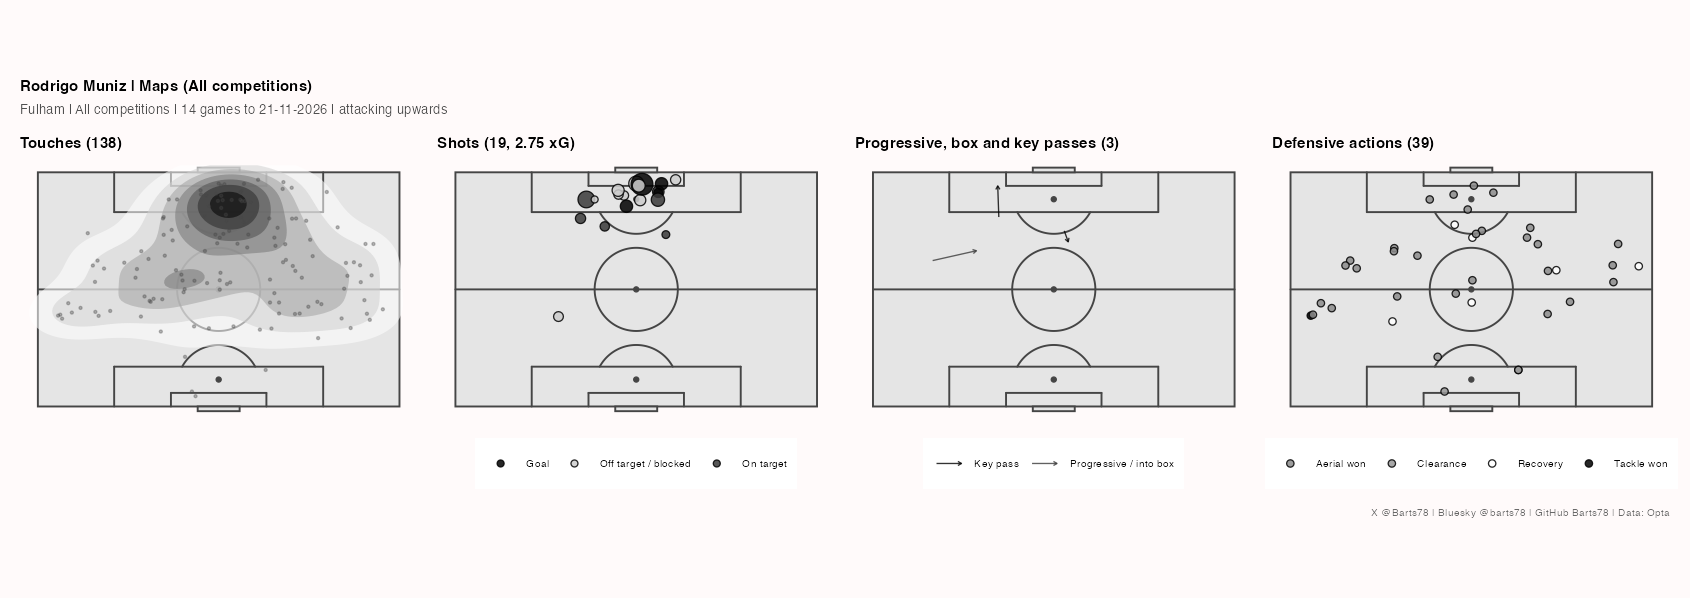 Rodrigo Muniz | Maps (All competitions)
Fulham | All competitions | 14 games to 21-11-2026 | attacking upwards
Touches (138)
Shots (19, 2.75 xG)
Progressive, box and key passes (3)
Defensive actions (39)
Goal
Off target / blocked
On target
Key pass
Progressive / into box
Aerial won
Clearance
Recovery
Tackle won
X @Barts78 | Bluesky @barts78 | GitHub Barts78 | Data: Opta